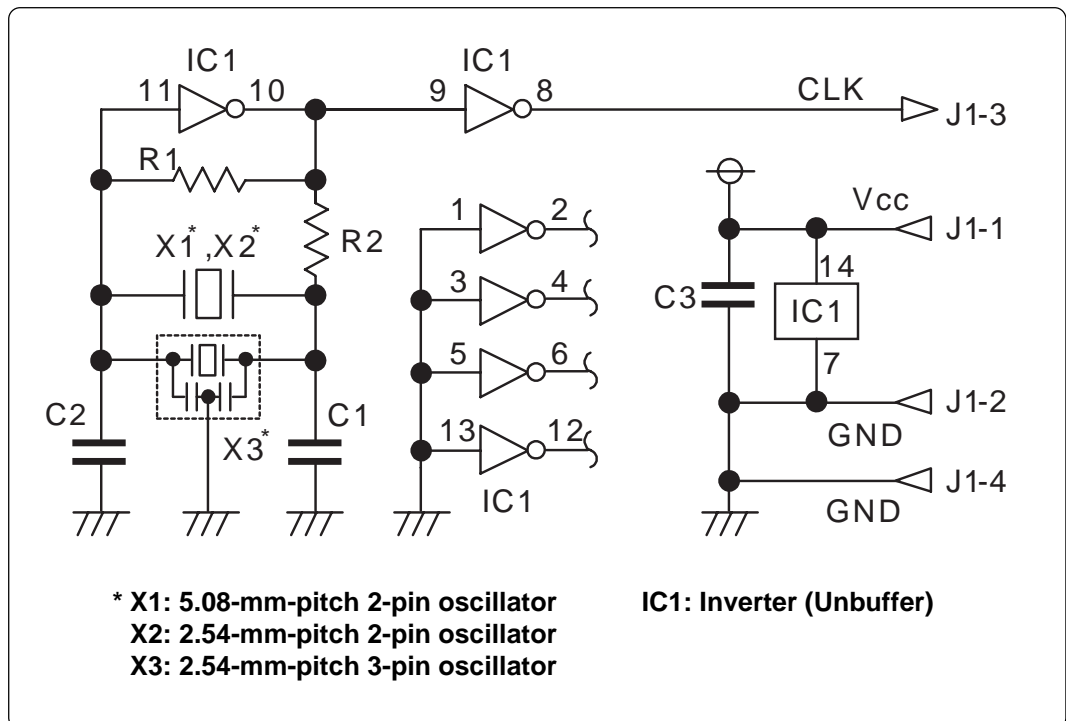 IC1 IC1
11 10 9 8 CLK J1-3
R1
1 2 Vcc J1-1
X1*,X2* R2
3 4 C3 14 IC1
5 6 7
C2 C1 J1-2
X3* 13 12 GND
IC1 J1-4
GND
* X1: 5.08-mm-pitch 2-pin oscillator IC1: Inverter (Unbuffer)
X2: 2.54-mm-pitch 2-pin oscillator
X3: 2.54-mm-pitch 3-pin oscillator